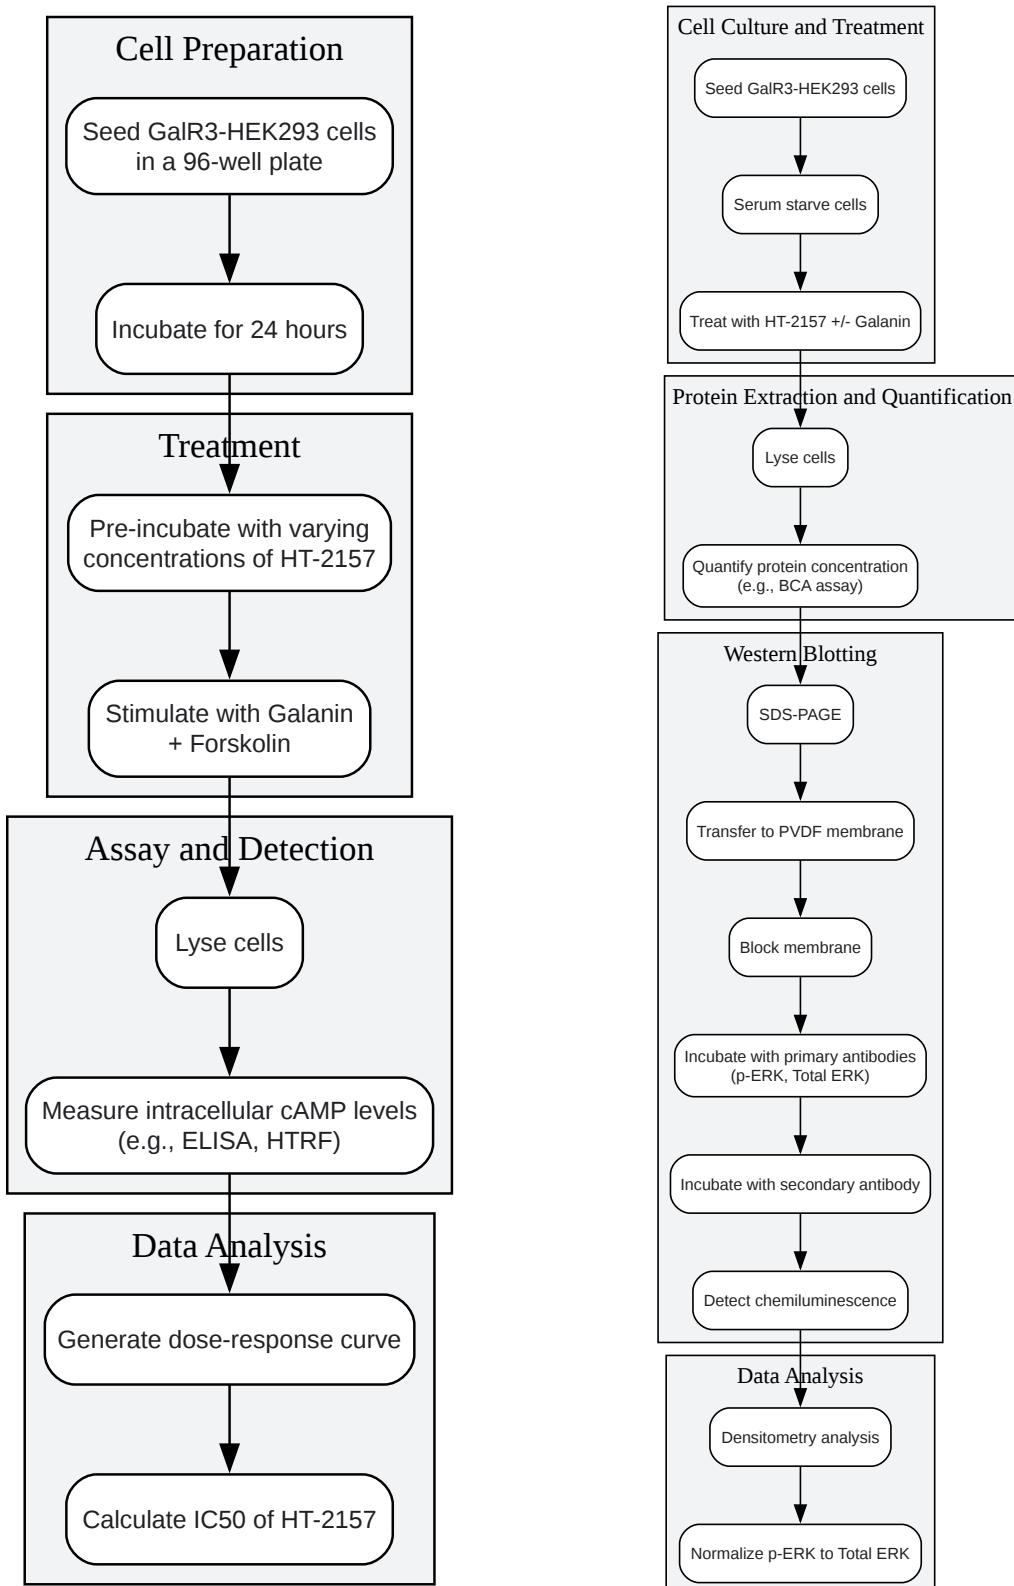 Cell Preparation
Seed GalR3-HEK293 cells
in a 96-well plate
Incubate for 24 hours
Treatment
Pre-incubate with varying
concentrations of HT-2157
Stimulate with Galanin
+ Forskolin
Assay and Detection
Lyse cells
Measure intracellular cAMP levels
(e.g., ELISA, HTRF)
Data Analysis
Generate dose-response curve
Calculate IC50 of HT-2157
Cell Culture and Treatment
Seed GalR3-HEK293 cells
Serum starve cells
Treat with HT-2157 +/- Galanin
Protein Extraction and Quantification
Lyse cells
Quantify protein concentration
(e.g., BCA assay)
Western Blotting
SDS-PAGE
Transfer to PVDF membrane
Block membrane
Incubate with primary antibodies
(p-ERK, Total ERK)
Incubate with secondary antibody
Detect chemiluminescence
Data Analysis
Densitometry analysis
Normalize p-ERK to Total ERK